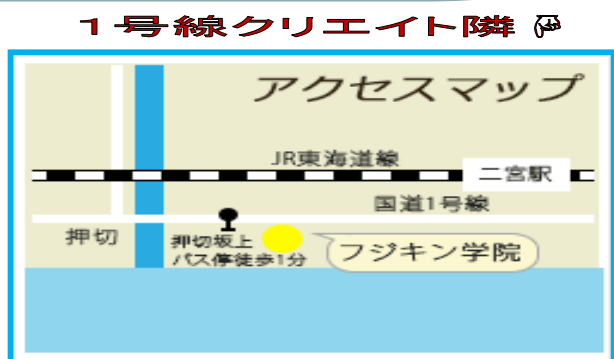 1号線クリエイト隣
アクセスマップ
JR東海道線
二宮駅
国道1号線
押切
押切坂上
バス停徒歩1分
フジキン学院